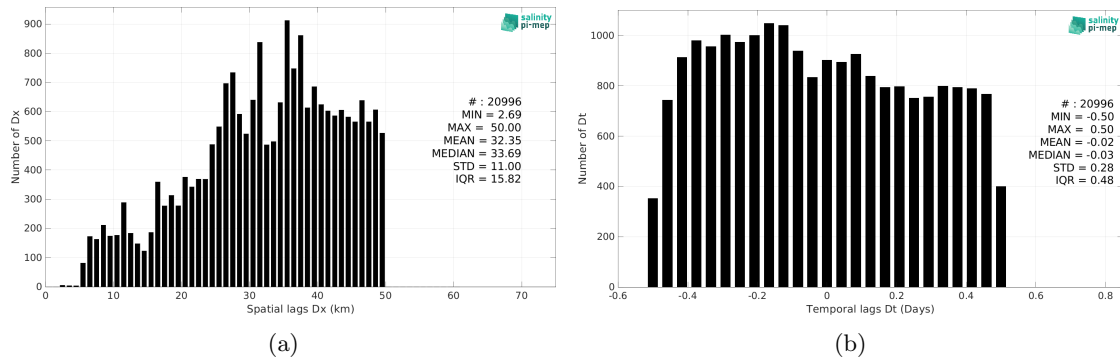 salinity
pi-mep
900
800
700
600
500
400
300
200
100
0
Number of Dx
# : 20996
MIN = 2.69
MAX = 50.00
MEAN = 32.35
MEDIAN = 33.69
STD = 11.00
IQR = 15.82
0 10 20 30 40 50 60 70
Spatial lags Dx (km)
(a)
salinity
pi-mep
1000
800
600
400
200
0
Number of Dt
# : 20996
MIN = -0.50
MAX = 0.50
MEAN = -0.02
MEDIAN = -0.03
STD = 0.28
IQR = 0.48
-0.6 -0.4 -0.2 0 0.2 0.4 0.6 0.8
Temporal lags Dt (Days)
(b)